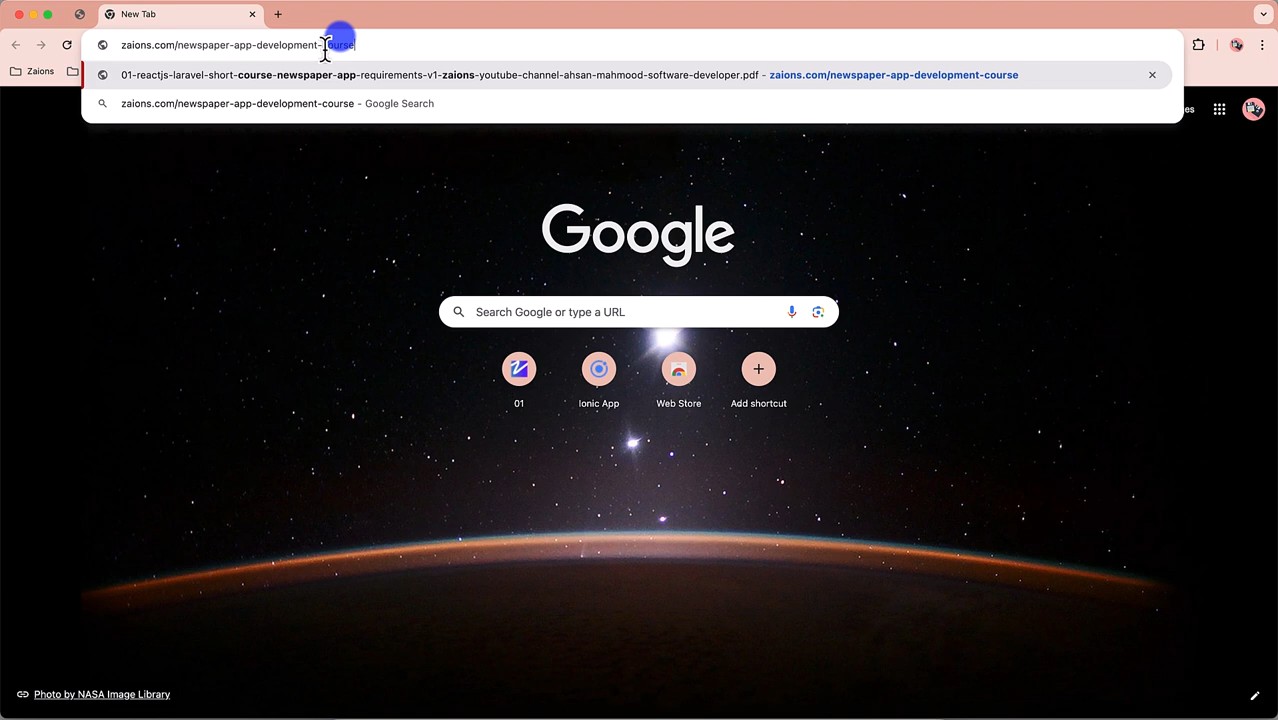 New Tab
zaions.com/newspaper-app-development-course
Zaions
01-reactjs-laravel-short-course-newspaper-app-requirements-v1-zaions-youtube-channel-ahsan-mahmood-software-developer.pdf - zaions.com/newspaper-app-development-course
zaions.com/newspaper-app-development-course - Google Search
es
Google
Search Google or type a URL
01
Ionic App
Web Store
Add shortcut
Photo by NASA Image Library